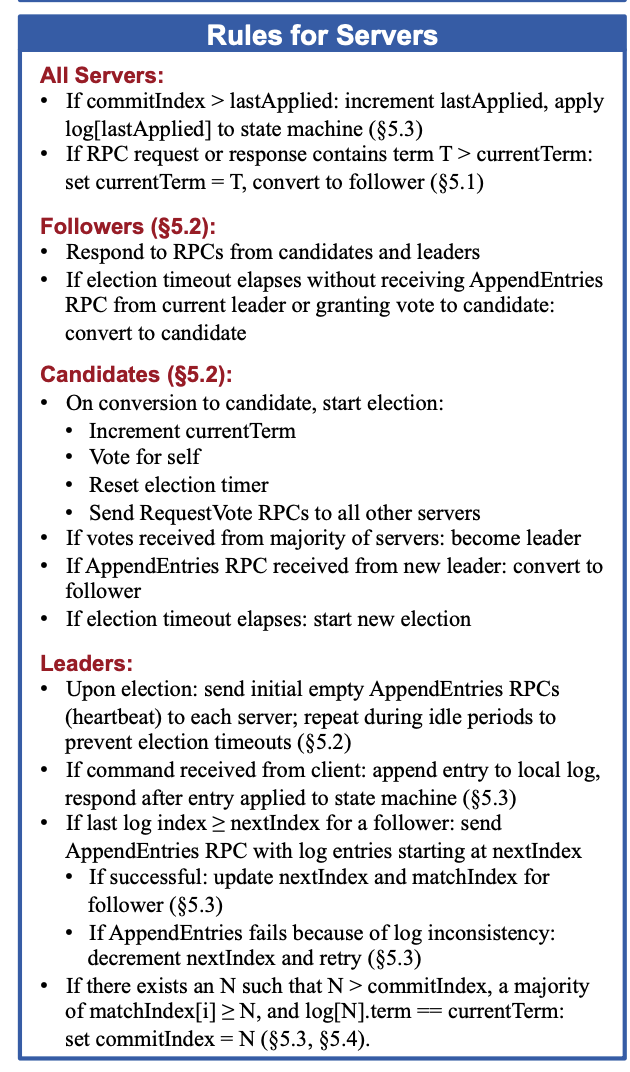 Rules for Servers
All Servers:
• If commitIndex > lastApplied: increment lastApplied, apply
log[lastApplied] to state machine (§5.3)
• If RPC request or response contains term T > currentTerm:
set currentTerm = T, convert to follower (§5.1)
Followers (§5.2):
• Respond to RPCs from candidates and leaders
• If election timeout elapses without receiving AppendEntries
RPC from current leader or granting vote to candidate:
convert to candidate
Candidates (§5.2):
• On conversion to candidate, start election:
• Increment currentTerm
• Vote for self
• Reset election timer
• Send RequestVote RPCs to all other servers
• If votes received from majority of servers: become leader
• If AppendEntries RPC received from new leader: convert to
follower
• If election timeout elapses: start new election
Leaders:
• Upon election: send initial empty AppendEntries RPCs
(heartbeat) to each server; repeat during idle periods to
prevent election timeouts (§5.2)
• If command received from client: append entry to local log,
respond after entry applied to state machine (§5.3)
• If last log index ≥ nextIndex for a follower: send
AppendEntries RPC with log entries starting at nextIndex
• If successful: update nextIndex and matchIndex for
follower (§5.3)
• If AppendEntries fails because of log inconsistency:
decrement nextIndex and retry (§5.3)
• If there exists an N such that N > commitIndex, a majority
of matchIndex[i] ≥ N, and log[N].term == currentTerm:
set commitIndex = N (§5.3, §5.4).